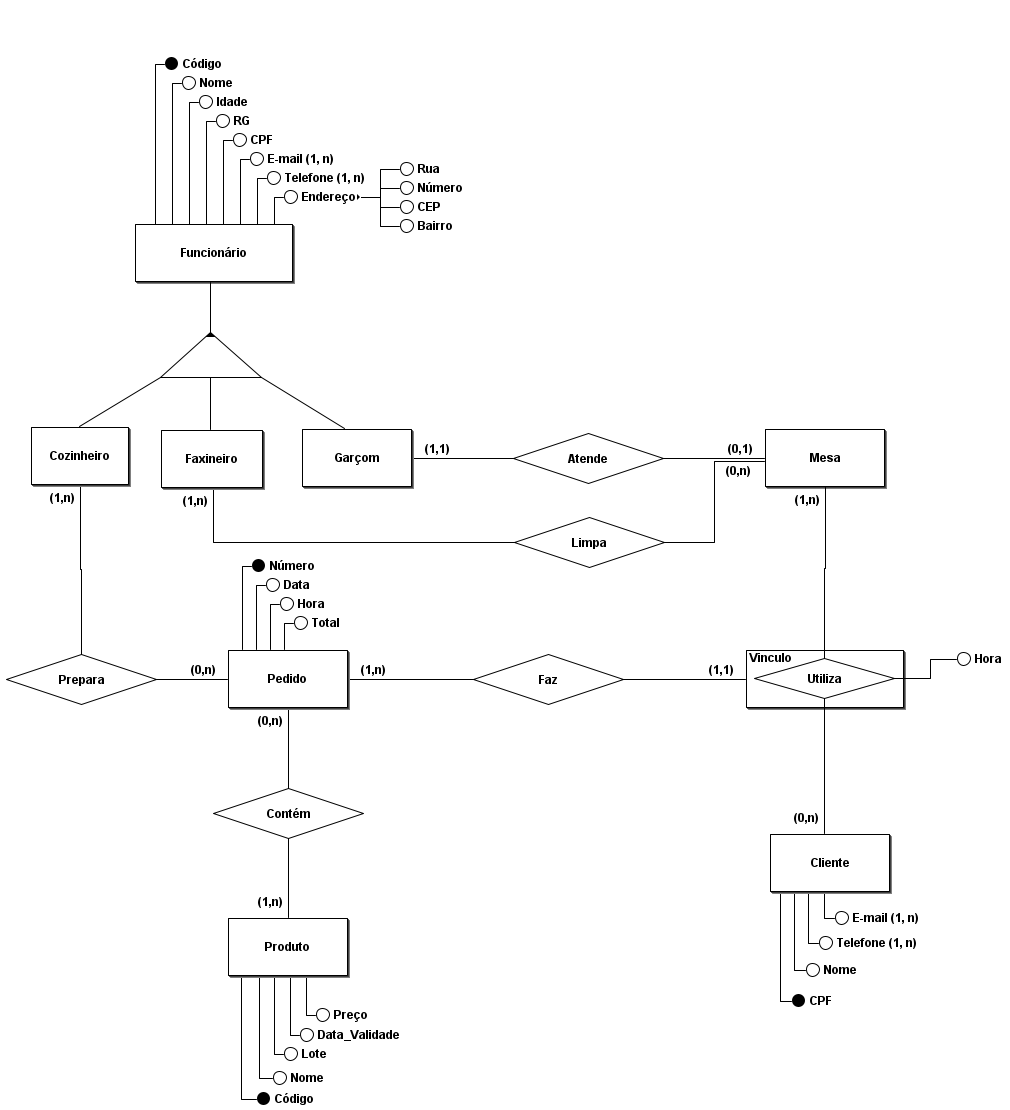 Código
Nome
Idade
RG
CPF
E-mail (1, n)
Telefone (1, n)
Endereço
Rua
Número
CEP
Bairro
Funcionário
Cozinheiro
Faxineiro
Garçom
(1,1)
Atende
(0,1)
Mesa
(0,n)
(1,n)
(1,n)
(1,n)
Limpa
Número
Data
Hora
Total
Prepara
(0,n)
Pedido
(1,n)
Faz
(1,1)
Vinculo
Utiliza
Hora
(0,n)
Contém
(1,n)
Produto
(0,n)
Cliente
E-mail (1, n)
Telefone (1, n)
Nome
CPF
Preço
Data_Validade
Lote
Nome
Código